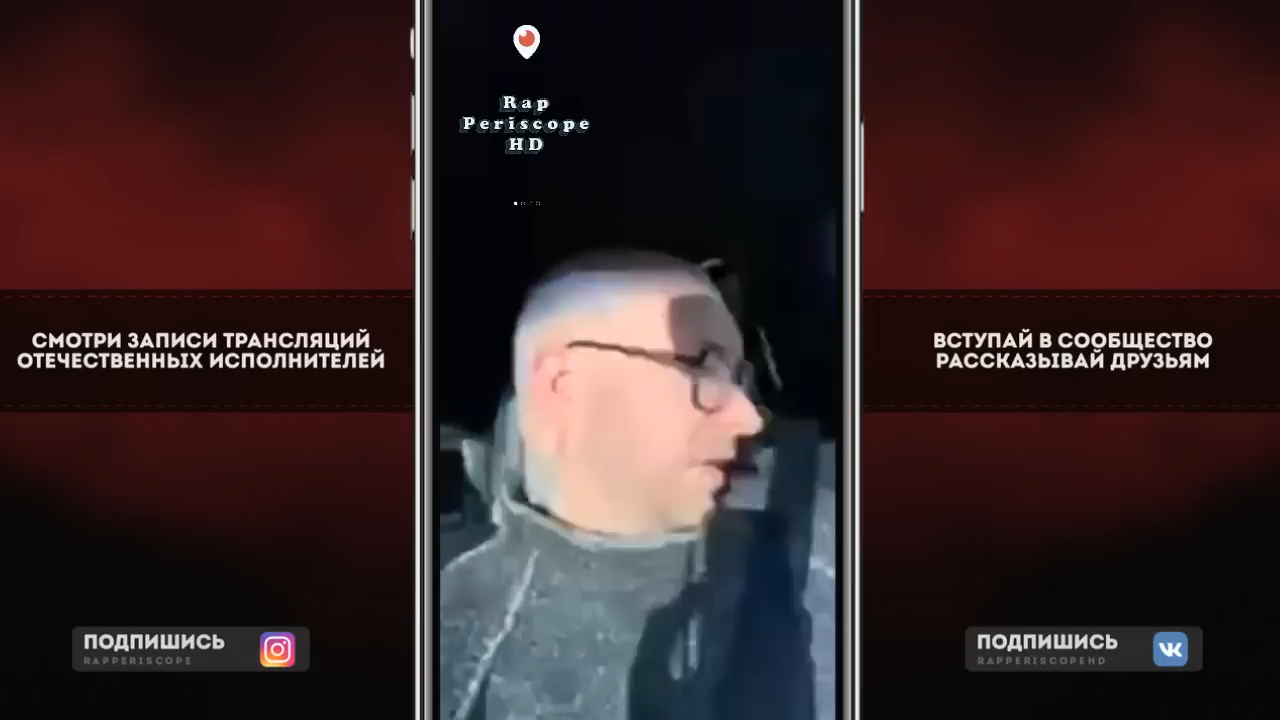 Rap
Periscope
HD
СМОТРИ ЗАПИСИ ТРАНСЛЯЦИЙ
ОТЕЧЕСТВЕННЫХ ИСПОЛНИТЕЛЕЙ
ВСТУПАЙ В СООБЩЕСТВО
РАССКАЗЫВАЙ ДРУЗЬЯМ
ПОДПИШИСЬ
RAPPERISCOPE
ПОДПИШИСЬ
RAPPERISCOPEHD